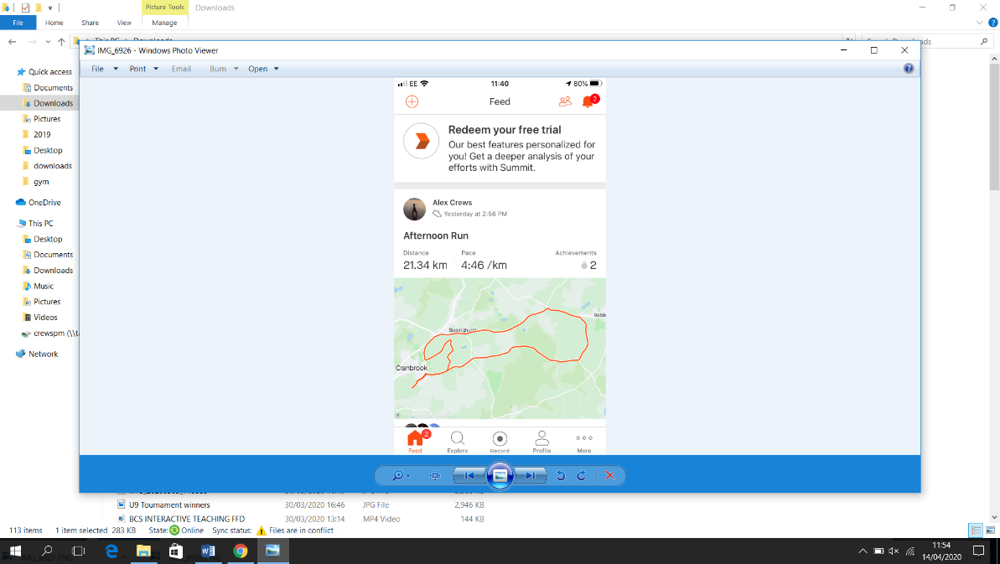 Picture Tools
Downloads
File
Home
Share
View
Manage
This PC
Downloads
IMG_6926 - Windows Photo Viewer
File
Print
Email
Burn
Open
Quick access
Documents
Downloads
Pictures
2019
Desktop
downloads
gym
OneDrive
This PC
Desktop
Documents
Downloads
Music
Pictures
Videos
crewspm
Network
EE
11:40
80%
Feed
2
Redeem your free trial
Our best features personalized for
you! Get a deeper analysis of your
efforts with Summit.
Alex Crews
Yesterday at 2:56 PM
Afternoon Run
Distance
Pace
Achievements
21.34 km
4:46 /km
2
Sissinghurst
Cranbrook
2
Feed
Explore
Record
Profile
More
U9 Tournament winners
30/03/2020 16:46
JPG File
2,946 KB
BCS INTERACTIVE TEACHING FFD
30/03/2020 13:14
MP4 Video
144 KB
113 items
1 item selected 283 KB
State:
Online
Sync status:
Files are in conflict
11:54
14/04/2020